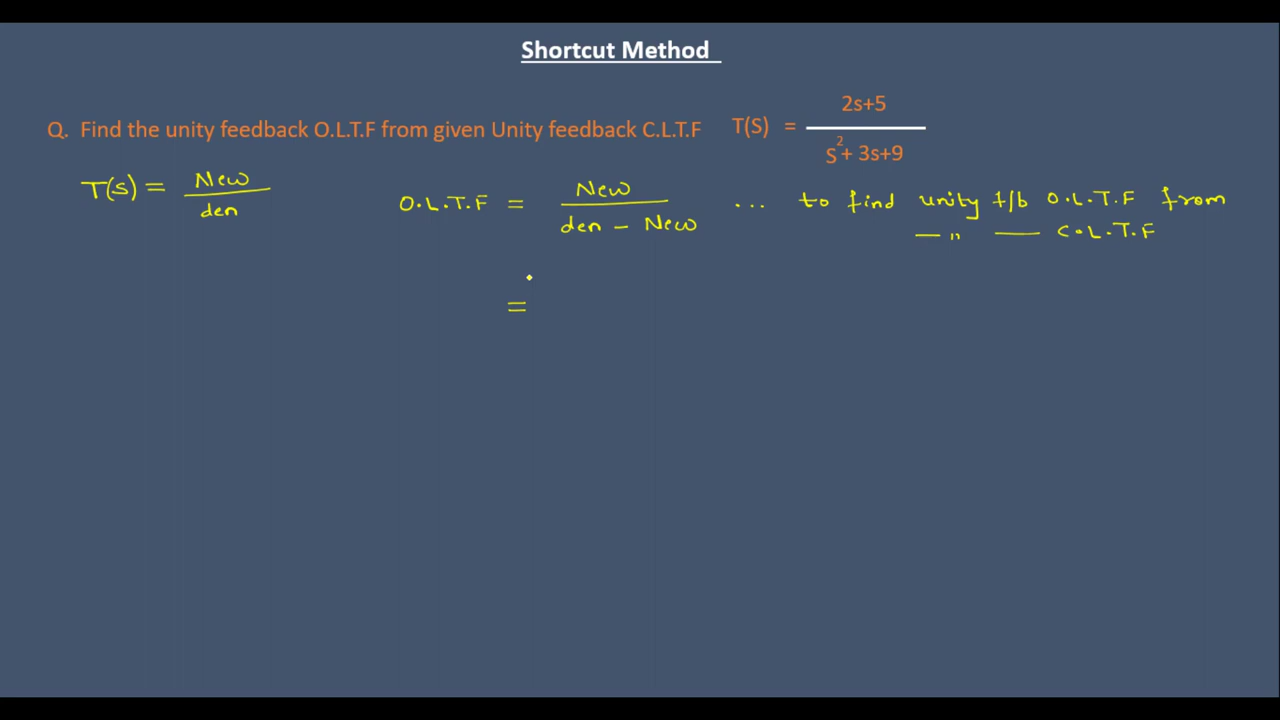 Shortcut Method
Q. Find the unity feedback O.L.T.F from given Unity feedback C.L.T.F T(S) = 2s+5 / S² + 3s+9
T(s) = New / den
O.L.T.F = New / den - New ... to find unity f/b O.L.T.F from
— " — C.L.T.F
=